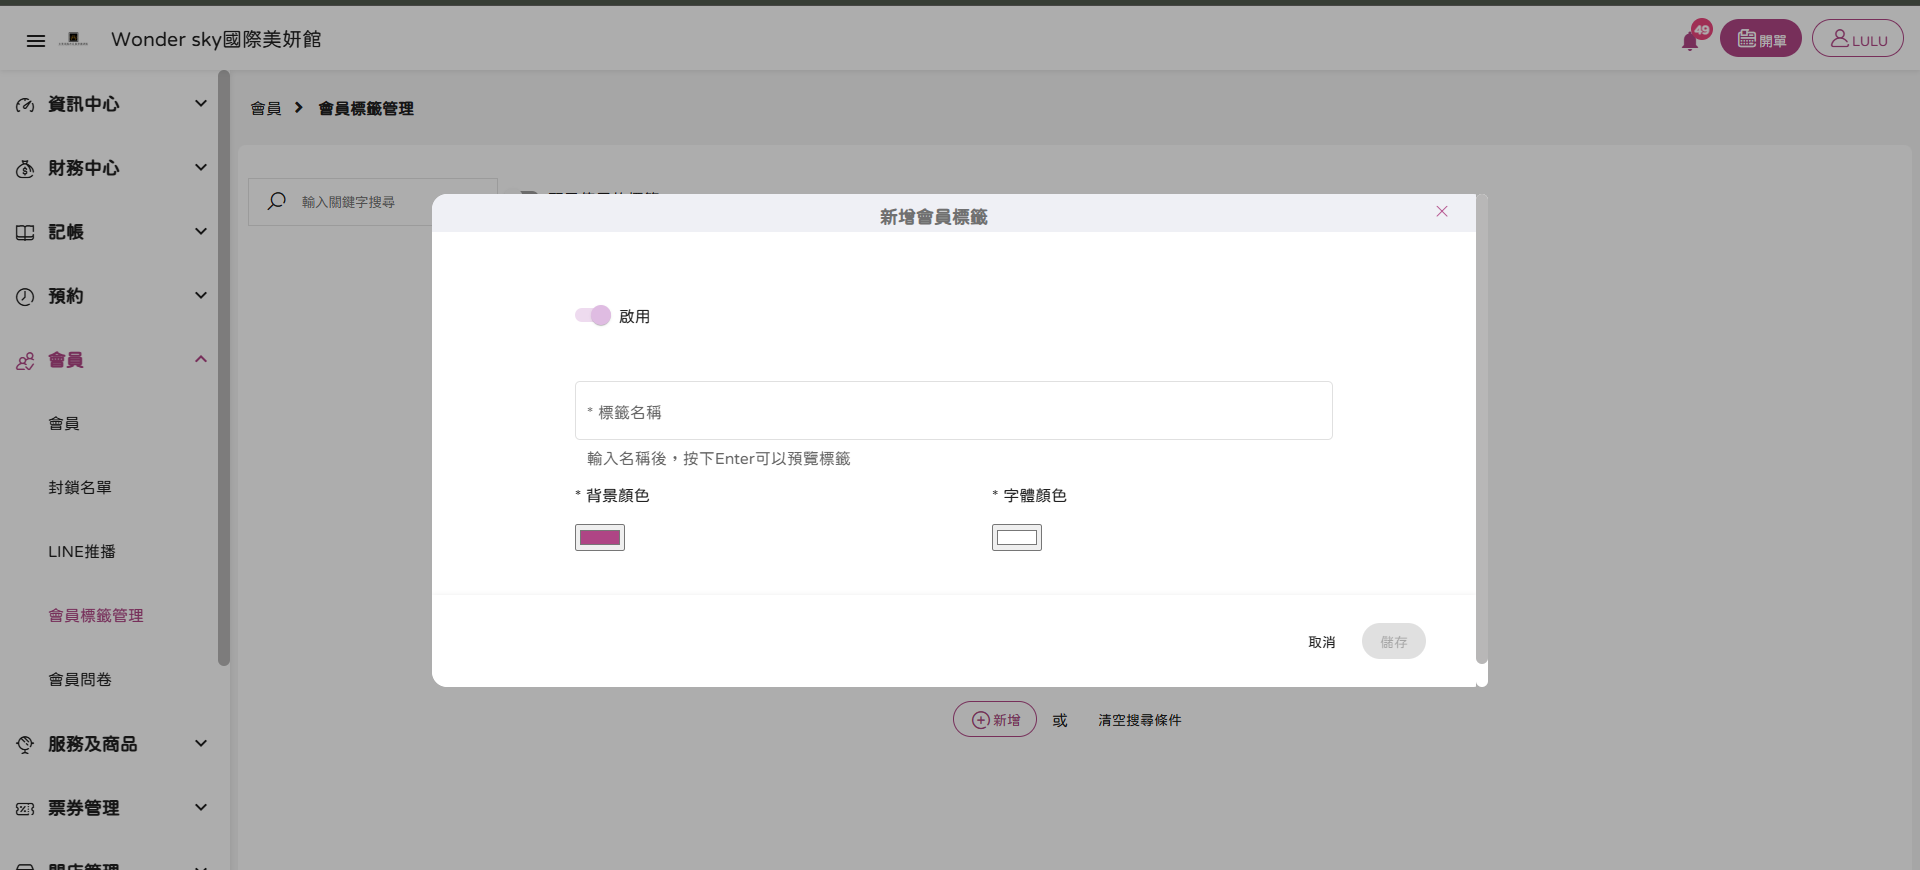 Wonder sky國際美妍館
49
開單
LULU
資訊中心
財務中心
記帳
預約
會員
會員
封鎖名單
LINE推播
會員標籤管理
會員問卷
服務及商品
票券管理
會員
會員標籤管理
輸入關鍵字搜尋
新增會員標籤
啟用
* 標籤名稱
輸入名稱後，按下Enter可以預覽標籤
* 背景顏色
* 字體顏色
取消
儲存
新增
或
清空搜尋條件